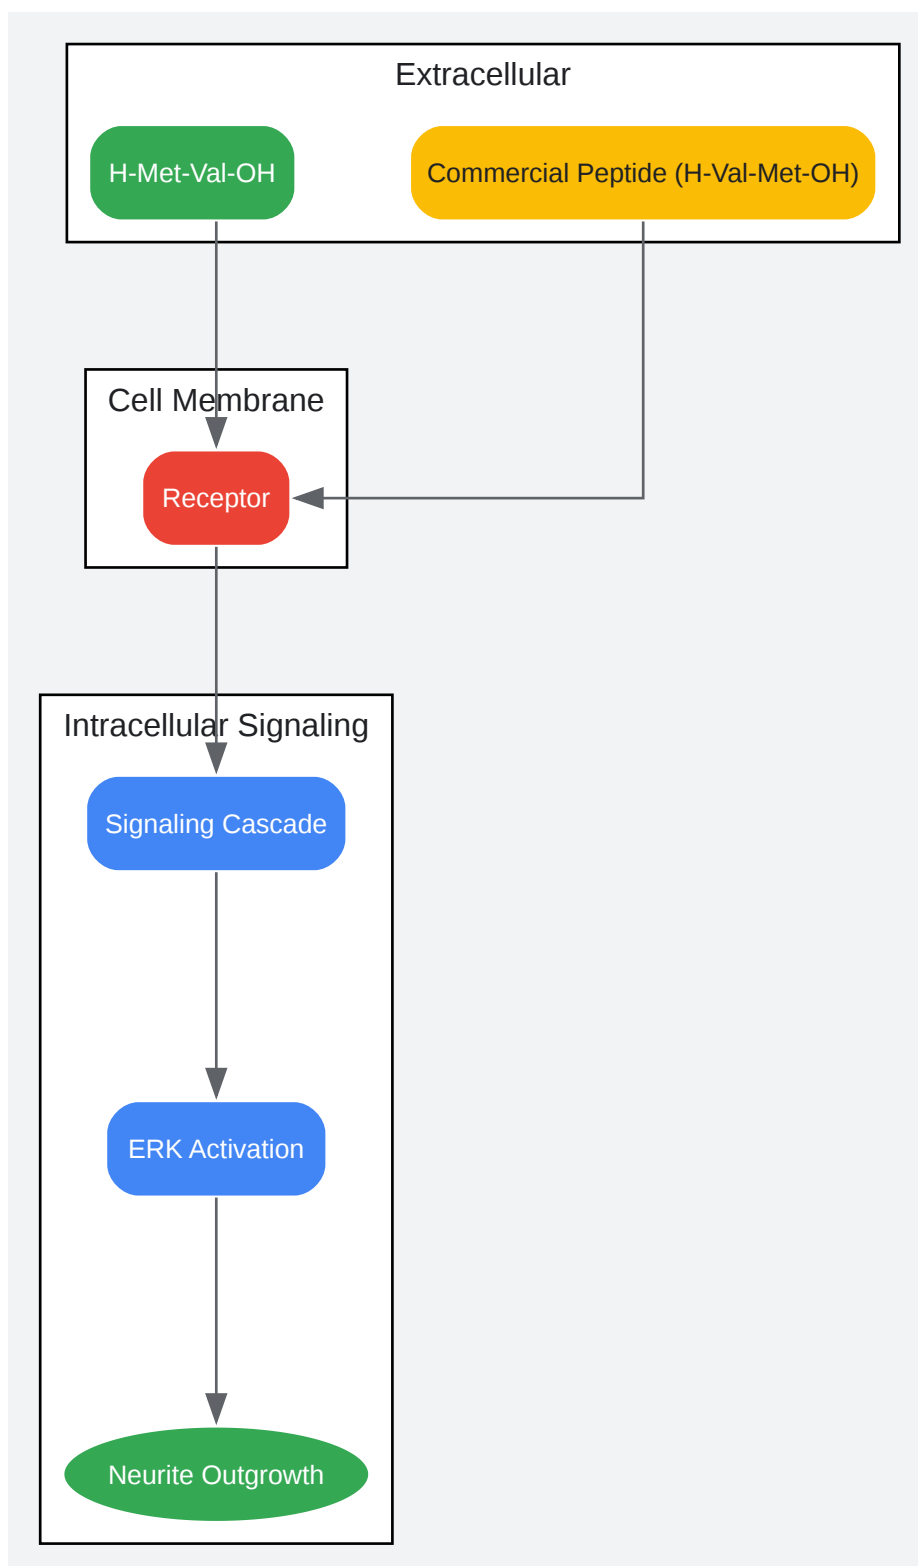 Extracellular
H-Met-Val-OH
Commercial Peptide (H-Val-Met-OH)
Cell Membrane
Receptor
Intracellular Signaling
Signaling Cascade
ERK Activation
Neurite Outgrowth